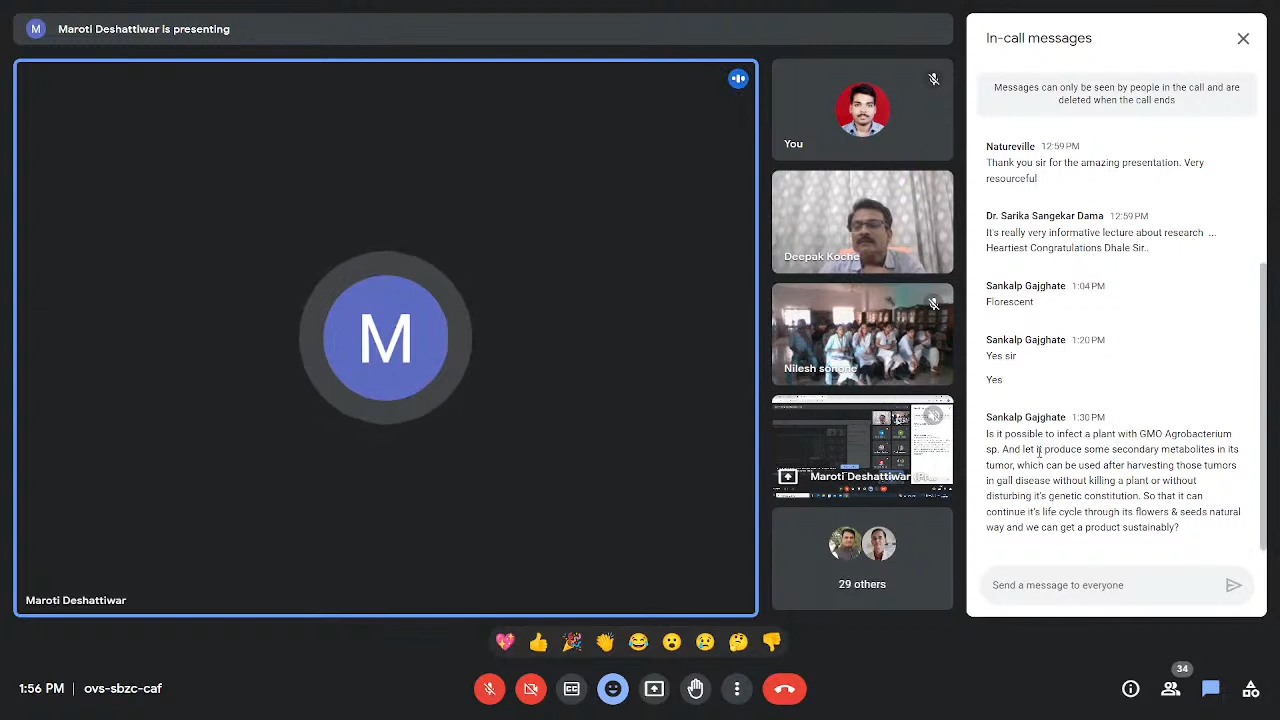 M
Maroti Deshattiwar is presenting
M
Maroti Deshattiwar
You
Deepak Koche
Nilesh sonone
Maroti Deshattiwar
29 others
In-call messages
Messages can only be seen by people in the call and are
deleted when the call ends
Natureville 12:59 PM
Thank you sir for the amazing presentation. Very
resourceful
Dr. Sarika Sangekar Dama 12:59 PM
It's really very informative lecture about research ...
Heartiest Congratulations Dhale Sir..
Sankalp Gajghate 1:04 PM
Florescent
Sankalp Gajghate 1:20 PM
Yes sir
Yes
Sankalp Gajghate 1:30 PM
Is it possible to infect a plant with GMO Agrobacterium
sp. And let it produce some secondary metabolites in its
tumor, which can be used after harvesting those tumors
in gall disease without killing a plant or without
disturbing it's genetic constitution. So that it can
continue it's life cycle through its flowers & seeds natural
way and we can get a product sustainably?
Send a message to everyone
1:56 PM | ovs-sbzc-caf
34